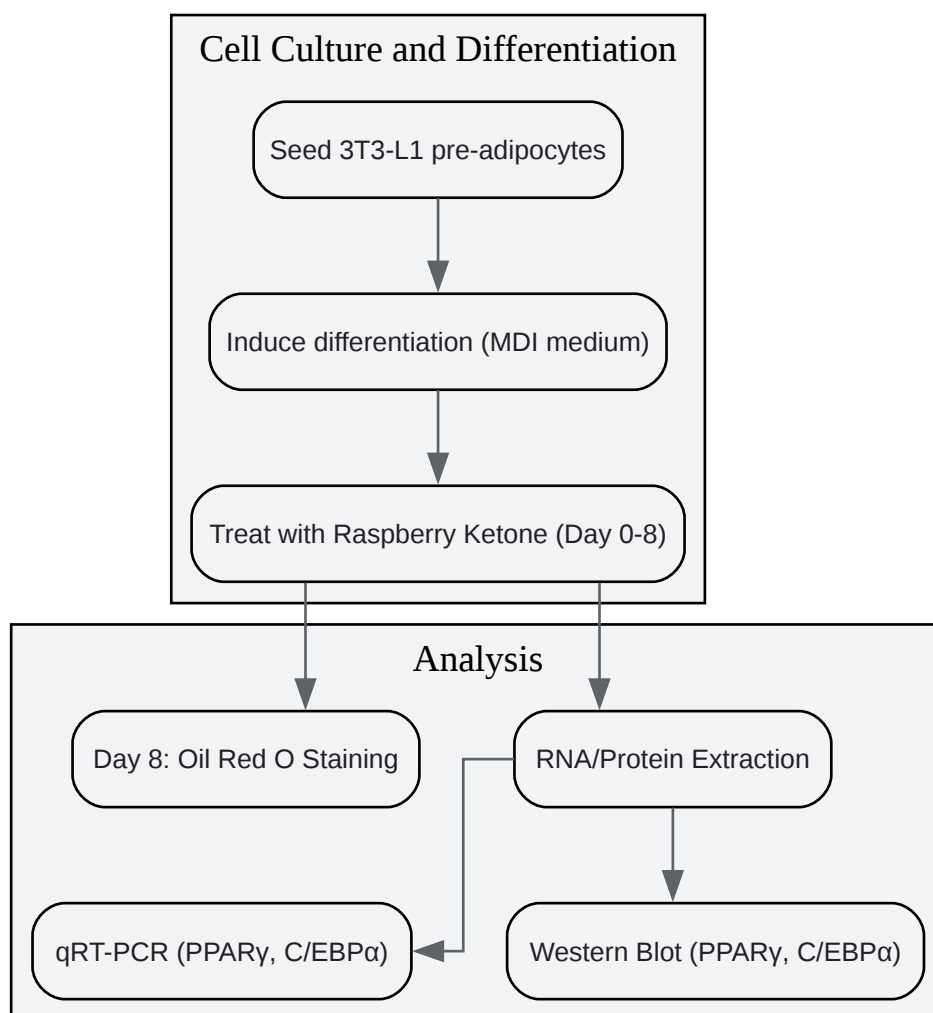 Cell Culture and Differentiation
Seed 3T3-L1 pre-adipocytes
Induce differentiation (MDI medium)
Treat with Raspberry Ketone (Day 0-8)
Analysis
Day 8: Oil Red O Staining
RNA/Protein Extraction
qRT-PCR (PPARγ, C/EBPα)
Western Blot (PPARγ, C/EBPα)